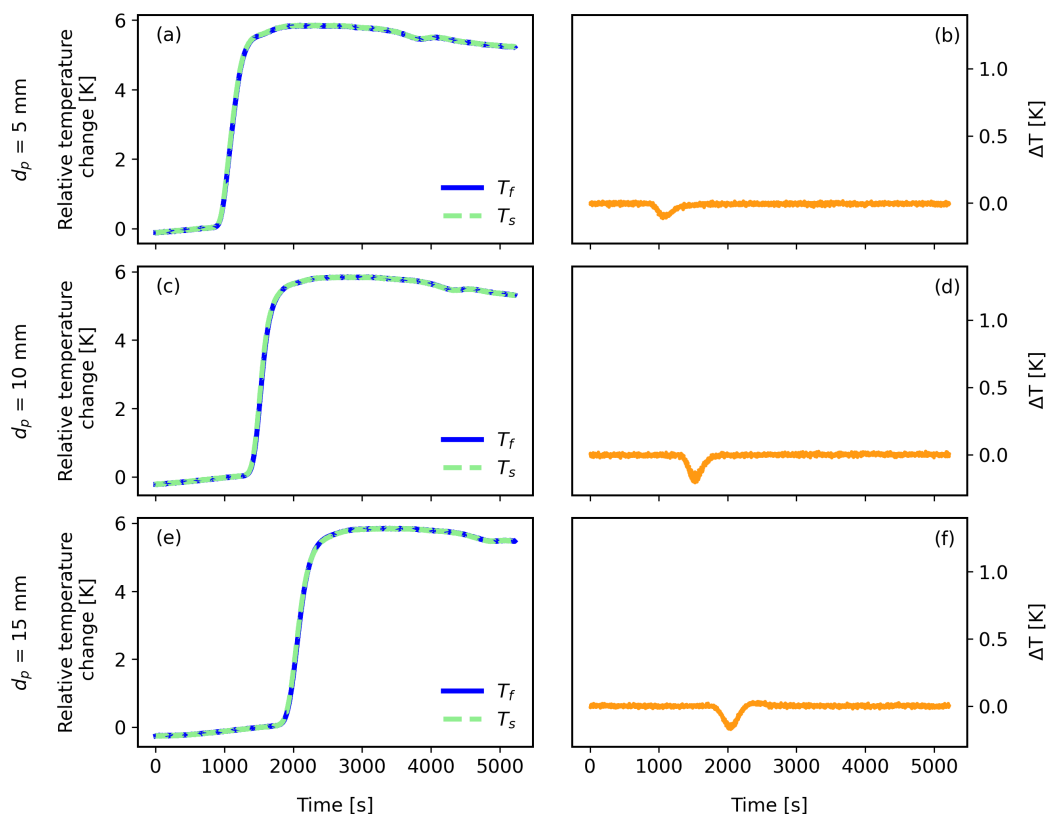 d_p = 5 mm
Relative temperature
change [K]
6
4
2
0
(a)
T_f
T_s
(b)
1.0
0.5
0.0
ΔT [K]
d_p = 10 mm
Relative temperature
change [K]
6
4
2
0
(c)
T_f
T_s
(d)
1.0
0.5
0.0
ΔT [K]
d_p = 15 mm
Relative temperature
change [K]
6
4
2
0
(e)
T_f
T_s
(f)
1.0
0.5
0.0
ΔT [K]
0 1000 2000 3000 4000 5000
Time [s]
0 1000 2000 3000 4000 5000
Time [s]